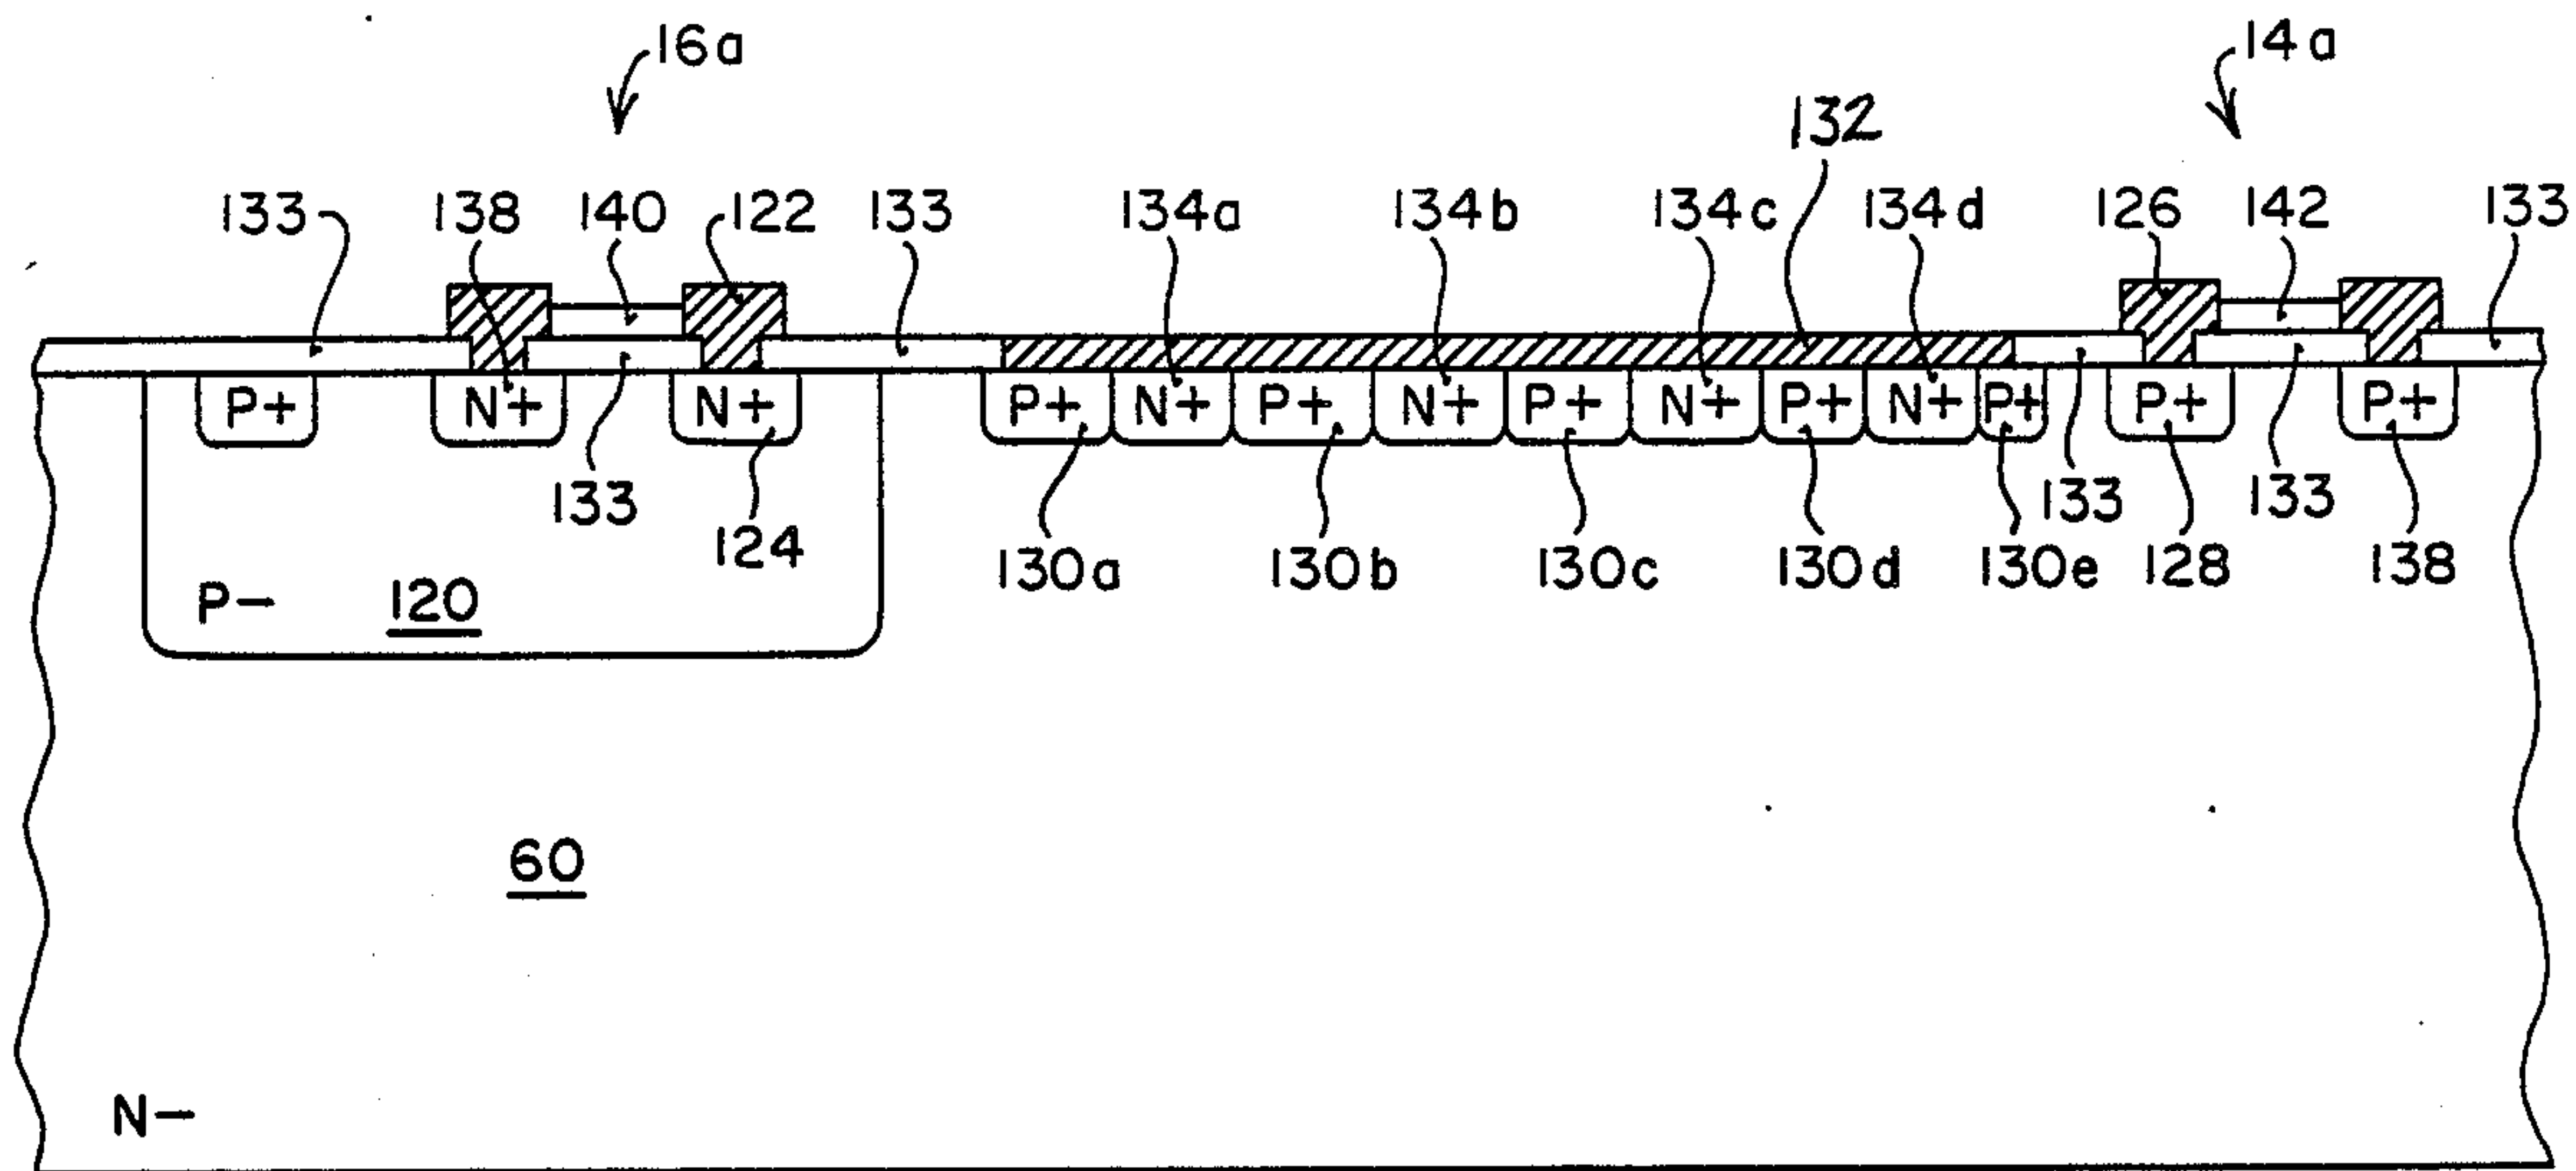 16a 14a
132
133 138 140 122 133 134a 134b 134c 134d 126 142 133
P+ N+ N+ P+ N+ P+ N+ P+ N+ P+ N+ P+ P+ P+
133 124 130a 130b 130c 130d 130e 133 128 133 138
P- 120
60
N-